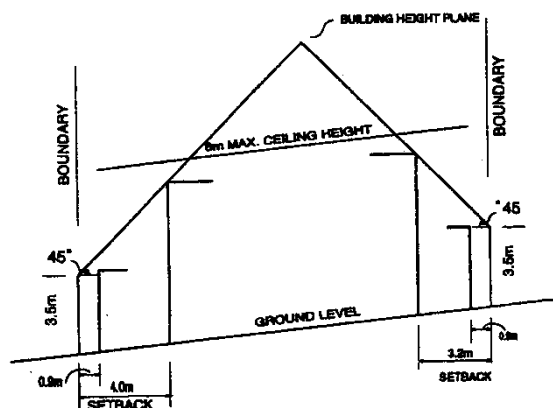 BUILDING HEIGHT PLANE
BOUNDARY
BOUNDARY
8m MAX. CEILING HEIGHT
45°
° 45
3.5m
3.5m
GROUND LEVEL
0.9m
4.0m
SETBACK
0.9m
3.2m
SETBACK